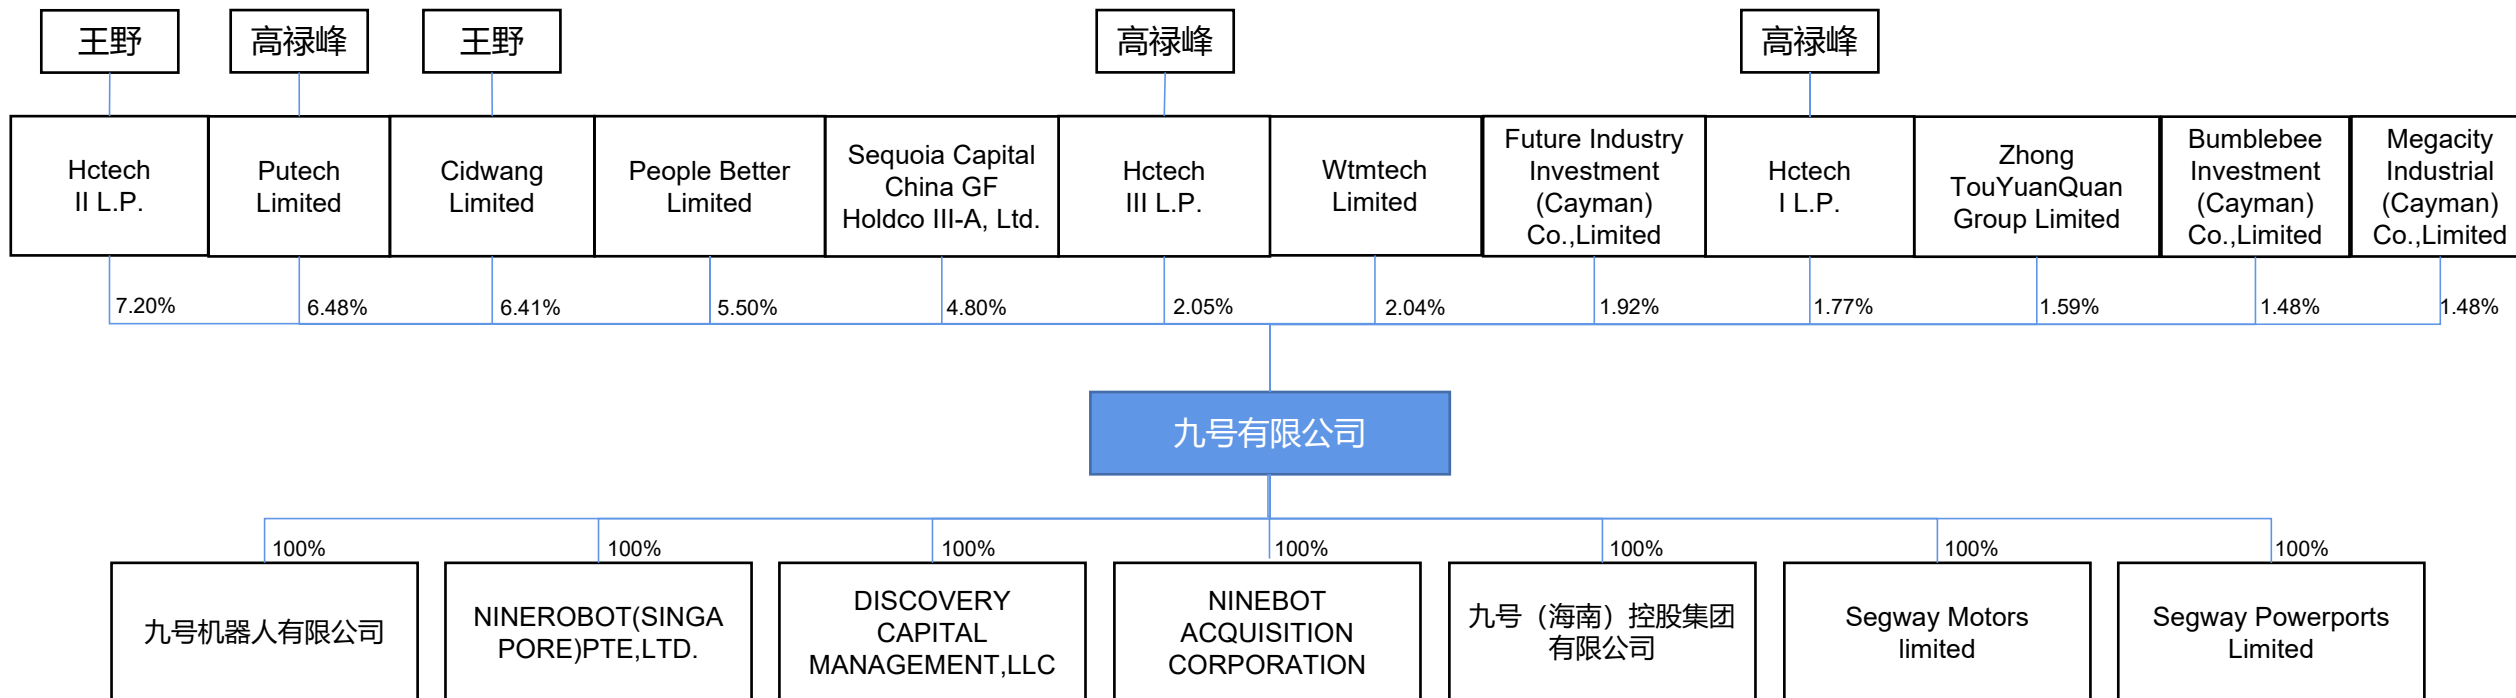 王野
高禄峰
王野
高禄峰
高禄峰
Hctech
II L.P.
Putech
Limited
Cidwang
Limited
People Better
Limited
Sequoia Capital
China GF
Holdco III-A, Ltd.
Hctech
III L.P.
Wtmtech
Limited
Future Industry
Investment
(Cayman)
Co.,Limited
Hctech
I L.P.
Zhong
TouYuanQuan
Group Limited
Bumblebee
Investment
(Cayman)
Co.,Limited
Megacity
Industrial
(Cayman)
Co.,Limited
7.20%
6.48%
6.41%
5.50%
4.80%
2.05%
2.04%
1.92%
1.77%
1.59%
1.48%
1.48%
九号有限公司
100%
100%
100%
100%
100%
100%
100%
九号机器人有限公司
NINEROBOT(SINGA
PORE)PTE,LTD.
DISCOVERY
CAPITAL
MANAGEMENT,LLC
NINEBOT
ACQUISITION
CORPORATION
九号（海南）控股集团
有限公司
Segway Motors
limited
Segway Powerports
Limited